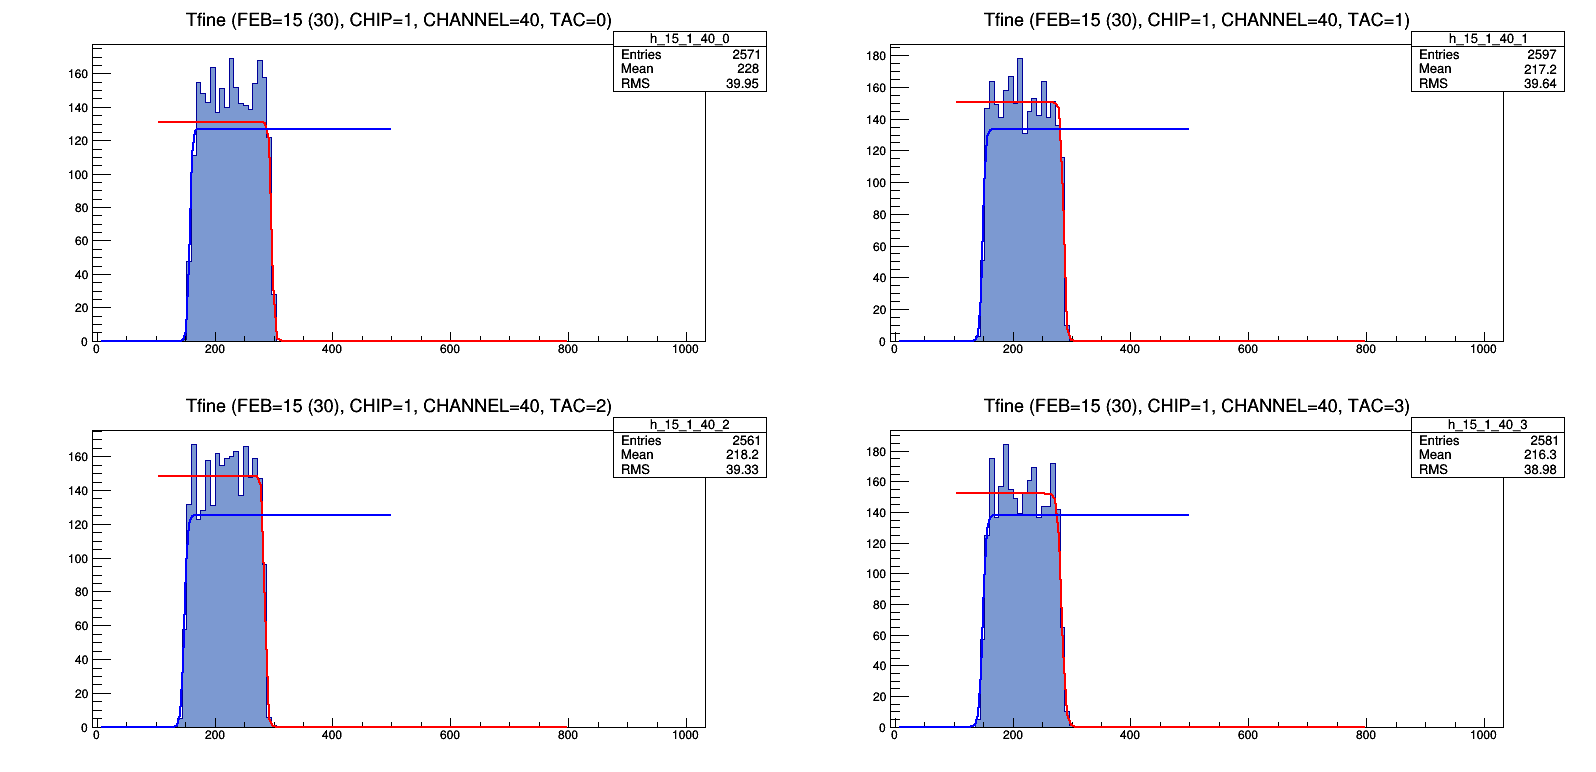 Tfine (FEB=15 (30), CHIP=1, CHANNEL=40, TAC=0)
h_15_1_40_0
Entries 2571
Mean 228
RMS 39.95
160
140
120
100
80
60
40
20
0
0 200 400 600 800 1000
Tfine (FEB=15 (30), CHIP=1, CHANNEL=40, TAC=1)
h_15_1_40_1
Entries 2597
Mean 217.2
RMS 39.64
180
160
140
120
100
80
60
40
20
0
0 200 400 600 800 1000
Tfine (FEB=15 (30), CHIP=1, CHANNEL=40, TAC=2)
h_15_1_40_2
Entries 2561
Mean 218.2
RMS 39.33
160
140
120
100
80
60
40
20
0
0 200 400 600 800 1000
Tfine (FEB=15 (30), CHIP=1, CHANNEL=40, TAC=3)
h_15_1_40_3
Entries 2581
Mean 216.3
RMS 38.98
180
160
140
120
100
80
60
40
20
0
0 200 400 600 800 1000